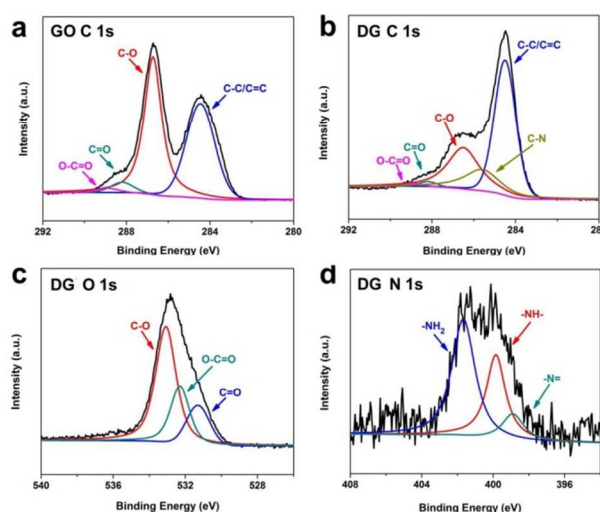 a
GO C 1s
C-O
C-C/C=C
C=O
O-C=O
Intensity (a.u.)
292 288 284 280
Binding Energy (eV)
b
DG C 1s
C-C/C=C
C-O
C-N
C=O
O-C=O
Intensity (a.u.)
292 288 284 280
Binding Energy (eV)
c
DG O 1s
C-O
O-C=O
C=O
Intensity (a.u.)
540 536 532 528
Binding Energy (eV)
d
DG N 1s
-NH2
-NH-
-N=
Intensity (a.u.)
408 404 400 396
Binding Energy (eV)